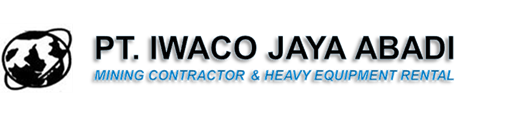 PT. IWACO JAYA ABADI
MINING CONTRACTOR & HEAVY EQUIPMENT RENTAL